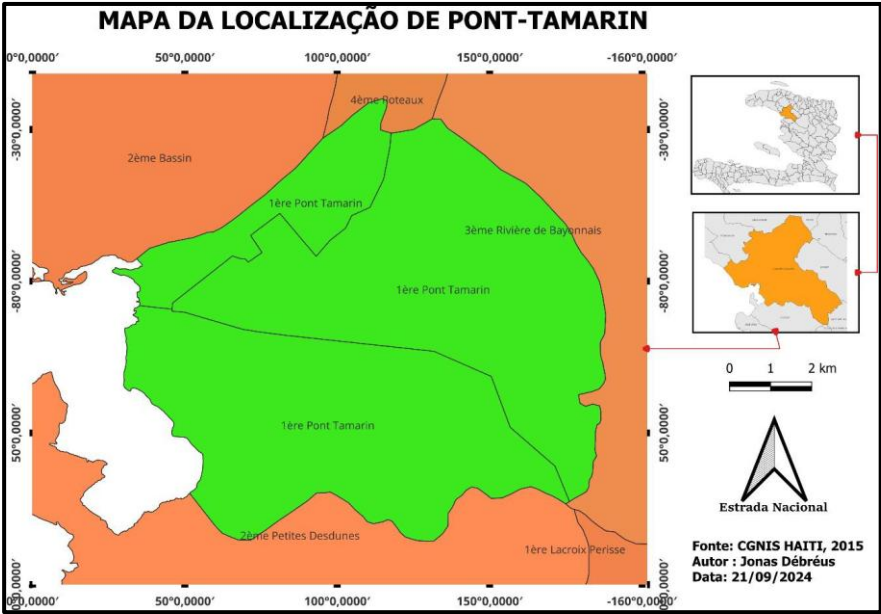 MAPA DA LOCALIZAÇÃO DE PONT-TAMARIN
0°0,0000′ 50°0,0000′ 100°0,0000′ 150°0,0000′ -160°0,0000′
-30°0,0000′ -30°0,0000′
4ème Poteaux
2ème Bassin
1ère Pont Tamarin
3ème Rivière de Bayonnais
-80°0,0000′ -80°0,0000′
1ère Pont Tamarin
0 1 2 km
1ère Pont Tamarin
50°0,0000′ 50°0,0000′
Estrada Nacional
2ème Petites Desdunes
1ère Lacroix Perisse
Fonte: CGNIS HAITI, 2015
Autor : Jonas Débréus
Data: 21/09/2024
0°0,0000′ 50°0,0000′ 100°0,0000′ 150°0,0000′ -160°0,0000′